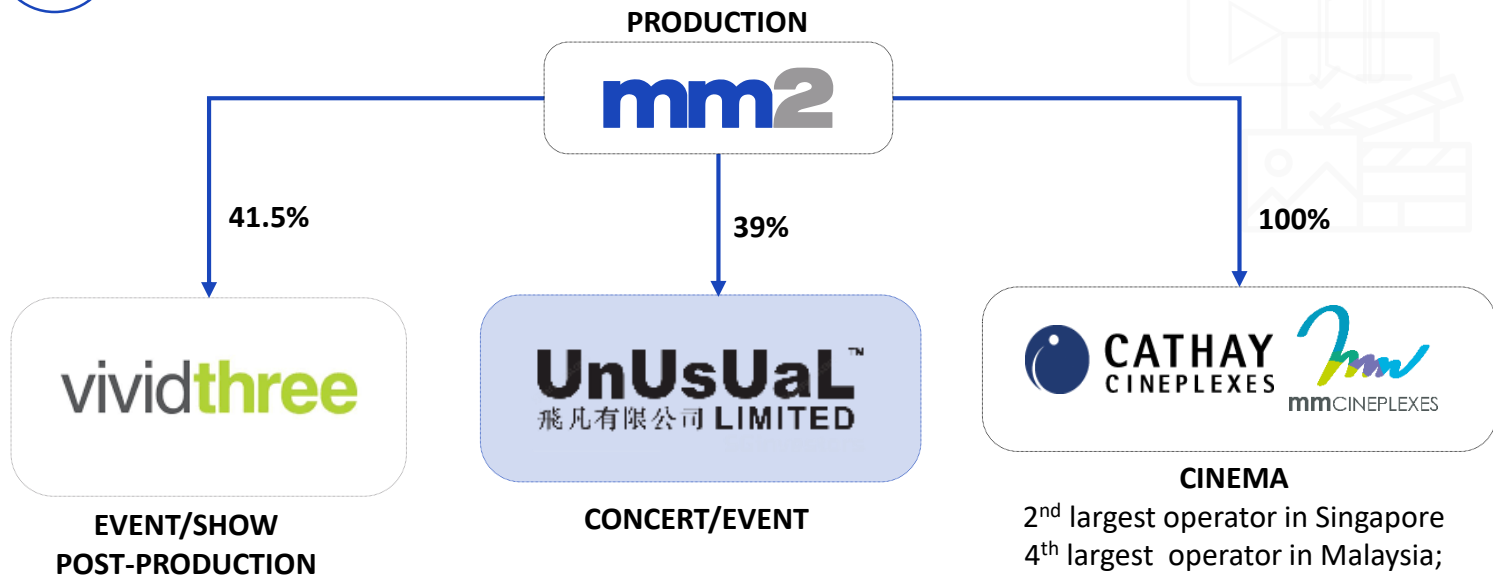 PRODUCTION
mm2
41.5%
39%
100%
vividthree
UnUsUaL™
飛凡有限公司 LIMITED
CATHAY
CINEPLEXES
mm
mmCINEPLEXES
EVENT/SHOW
POST-PRODUCTION
CONCERT/EVENT
CINEMA
2nd largest operator in Singapore
4th largest operator in Malaysia;